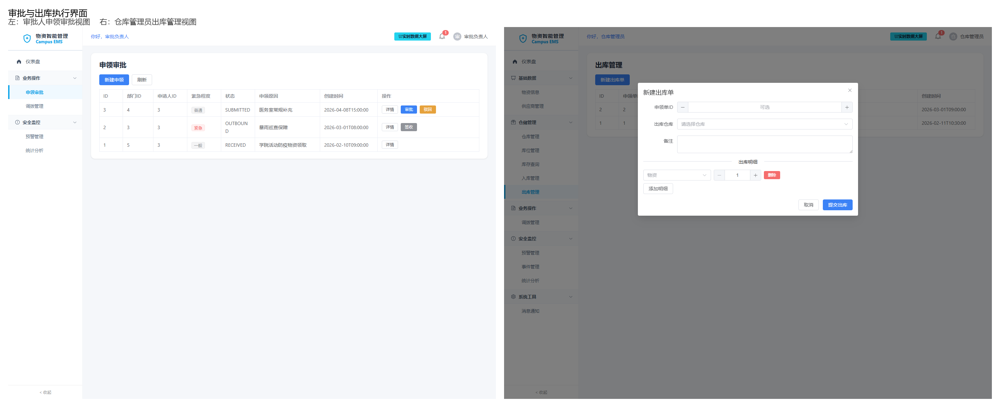 审批与出库执行界面
左：审批人申领审批视图 右：仓库管理员出库管理视图
物资智能管理
Campus EMS
你好，审批负责人
实时数据大屏
1
审
审批负责人
仪表盘
业务操作
申领审批
调拨管理
安全监控
预警管理
统计分析
< 收起
申领审批
新建申领 刷新
ID 部门ID 申请人ID 紧急程度 状态 申领原因 创建时间 操作
3 4 3 普通 SUBMITTED 医务室常规补充 2026-04-08T15:00:00 详情 审批 驳回
2 3 3 紧急 OUTBOUN
D 暴雨巡查保障 2026-03-01T08:00:00 详情 签收
1 5 3 一般 RECEIVED 学院活动防疫物资领取 2026-02-10T09:00:00 详情
物资智能管理
Campus EMS
你好，仓库管理员
实时数据大屏
1
仓
仓库管理员
仪表盘
基础数据
物资信息
供应商管理
仓储管理
仓库管理
库位管理
库存查询
入库管理
出库管理
业务操作
调拨管理
安全监控
预警管理
事件管理
统计分析
系统工具
消息通知
< 收起
出库管理
新建出库单
ID 申领单 创建时间
2 2 2026-03-01T09:00:00
1 1 2026-02-11T10:30:00
新建出库单
申领单ID 可选
出库仓库 请选择仓库
备注
出库明细
物资 1 删除
添加明细
取消 提交出库